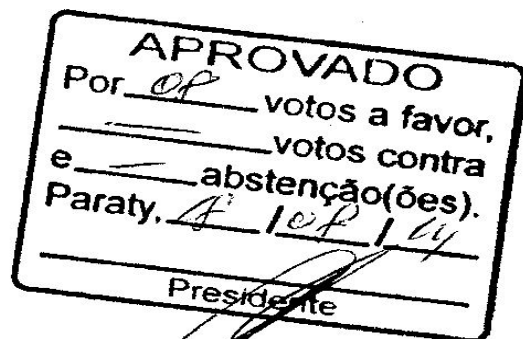 APROVADO
Por votos a favor,
— votos contra
e — abstenção(ões).
Paraty, / /
Presidente